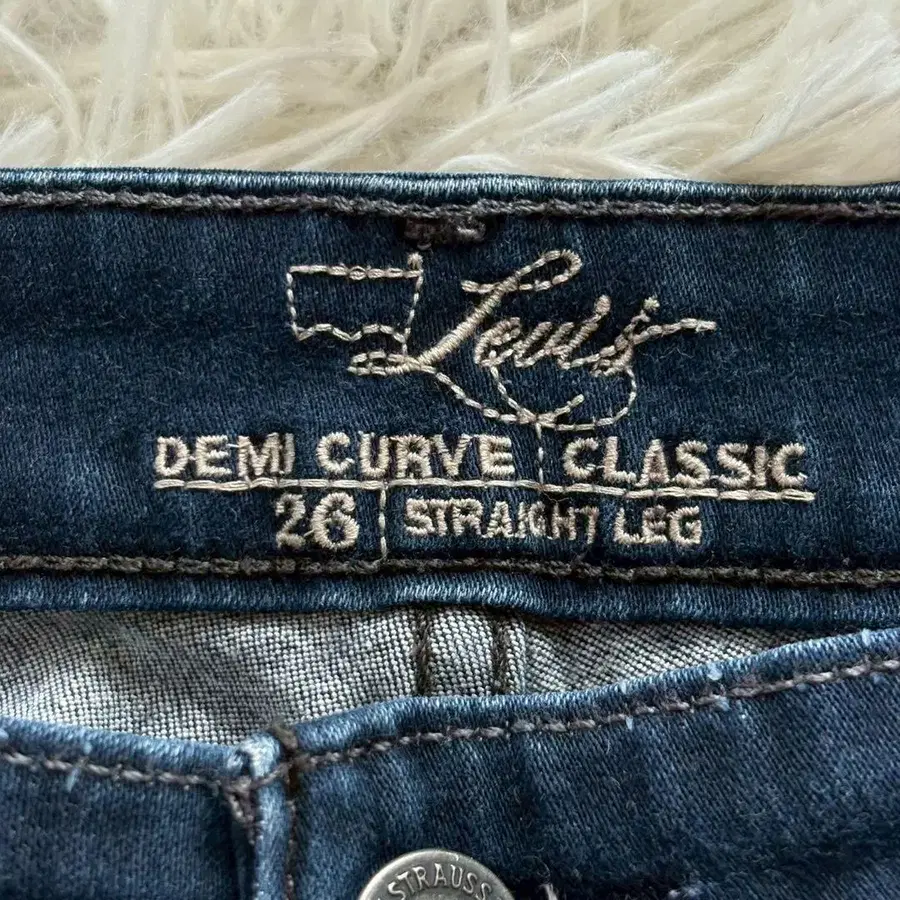 Levi's
DEMI CURVE CLASSIC
26 STRAIGHT LEG
STRAUSS